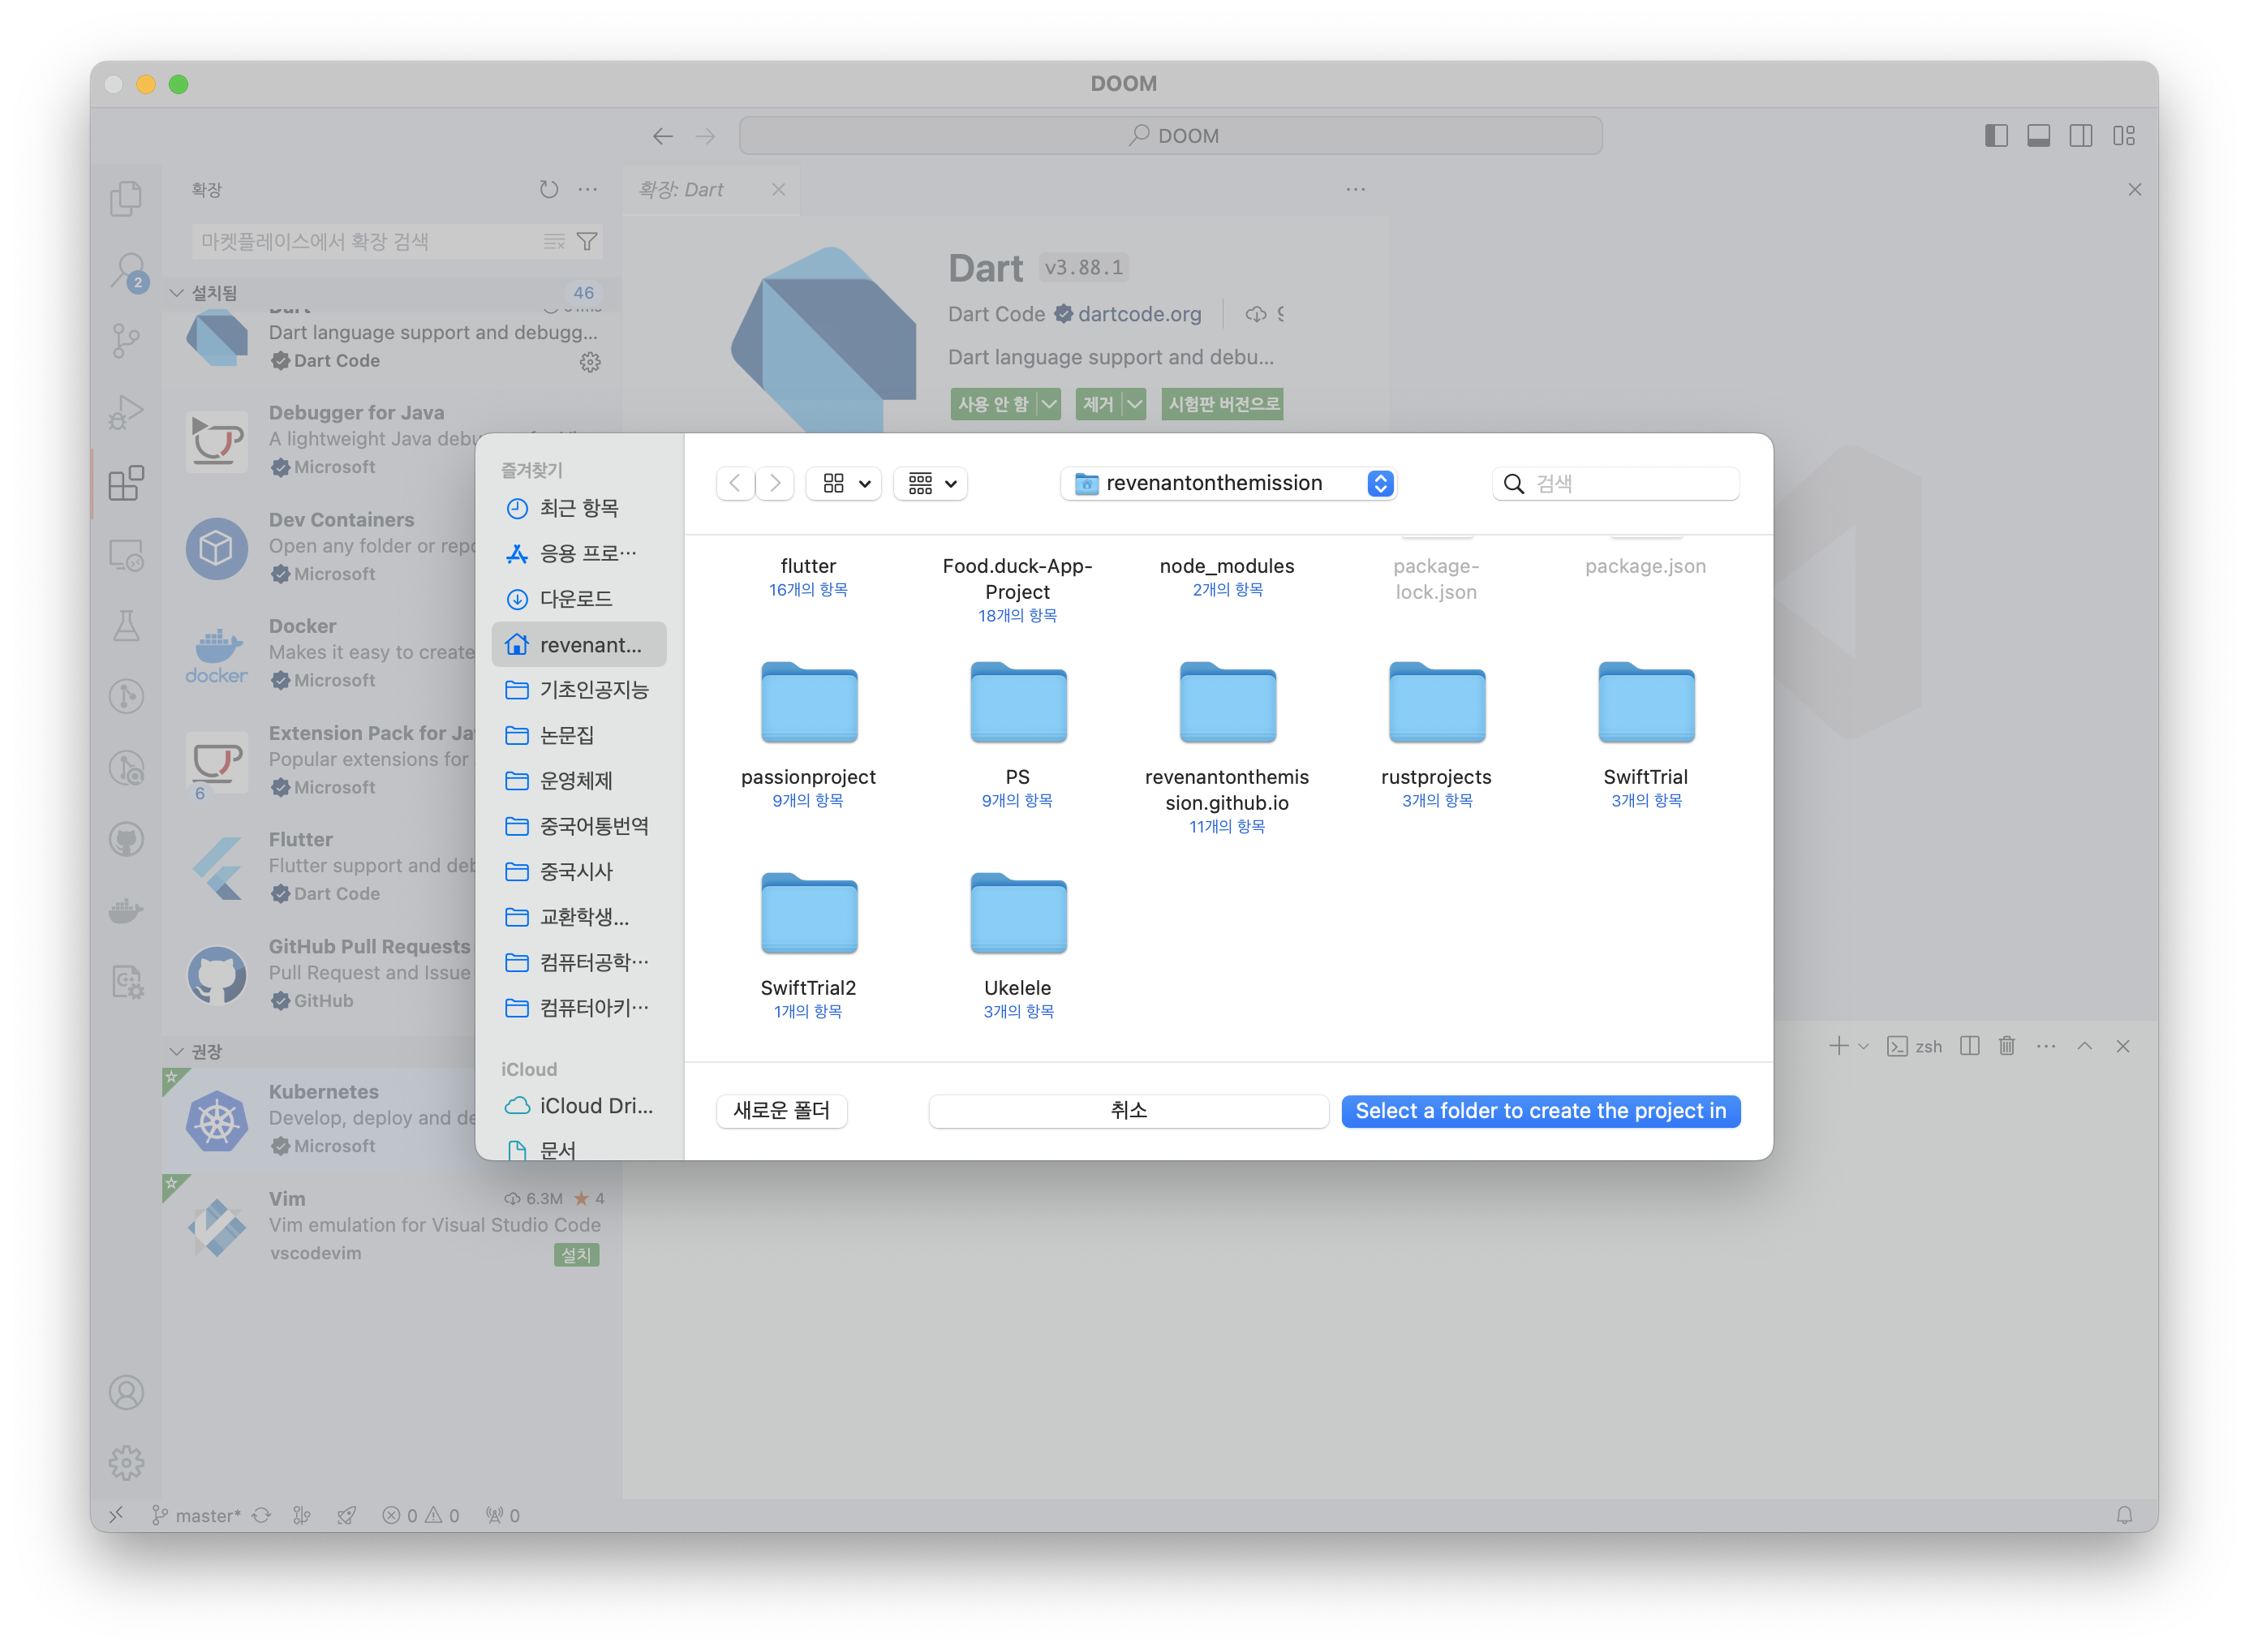 DOOM
DOOM
확장
확장: Dart
마켓플레이스에서 확장 검색
2
설치됨
46
Dart language support and debugg...
Dart Code
Debugger for Java
A lightweight Java
Microsoft
Dev Containers
Open any folder or
Microsoft
Docker
Makes it easy to create
docker
Microsoft
Extension Pack for
Popular extensions for
Microsoft
6
Flutter
Flutter support and
Dart Code
GitHub Pull Requests
Pull Request and Issue
GitHub
권장
Kubernetes
Develop, deploy and
Microsoft
Vim
6.3M
4
Vim emulation for Visual Studio Code
vscodevim
설치
Dart
v3.88.1
Dart Code
dartcode.org
Dart language support and debu...
사용 안 함
제거
시험판 버전으로
즐겨찾기
최근 항목
응용 프로…
다운로드
revenant...
기초인공지능
논문집
운영체제
중국어통번역
중국시사
교환학생...
컴퓨터공학…
컴퓨터아키…
iCloud
iCloud Dri...
문서
revenantonthemission
검색
flutter
16개의 항목
Food.duck-App-
Project
18개의 항목
node_modules
2개의 항목
package-
lock.json
package.json
passionproject
9개의 항목
PS
9개의 항목
revenantonthemis
sion.github.io
11개의 항목
rustprojects
3개의 항목
SwiftTrial
3개의 항목
SwiftTrial2
1개의 항목
Ukelele
3개의 항목
새로운 폴더
취소
Select a folder to create the project in
zsh
master*
0
0
0